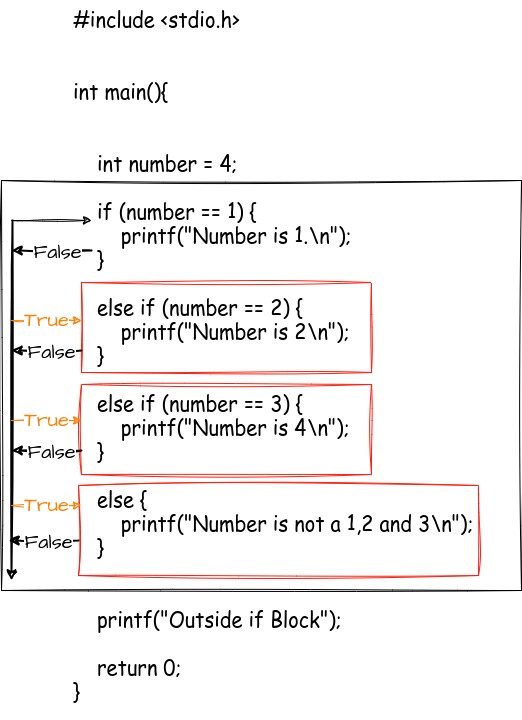 #include <stdio.h>
int main(){
int number = 4;
if (number == 1) {
printf("Number is 1.\n");
False
}
else if (number == 2) {
True
printf("Number is 2\n");
False
}
else if (number == 3) {
True
printf("Number is 4\n");
False
}
else {
True
printf("Number is not a 1,2 and 3\n");
False
}
printf("Outside if Block");
return 0;
}